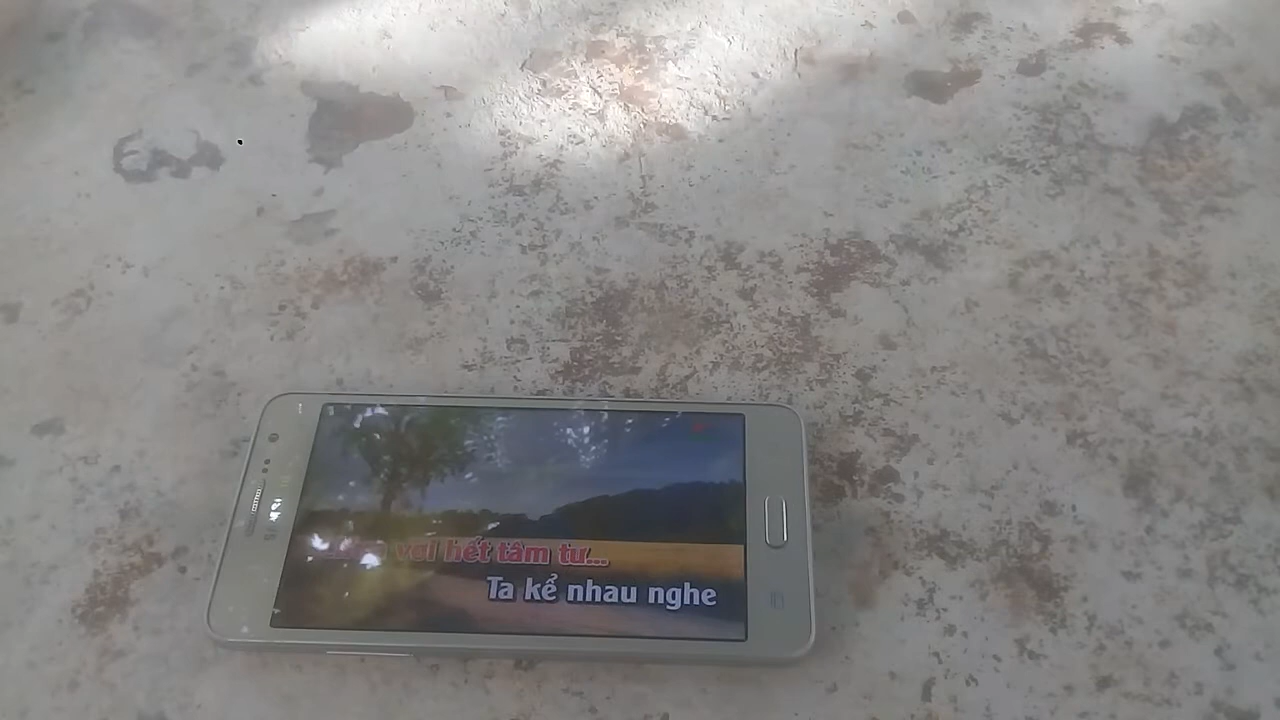 vơi hết tâm tư...
Ta kể nhau nghe